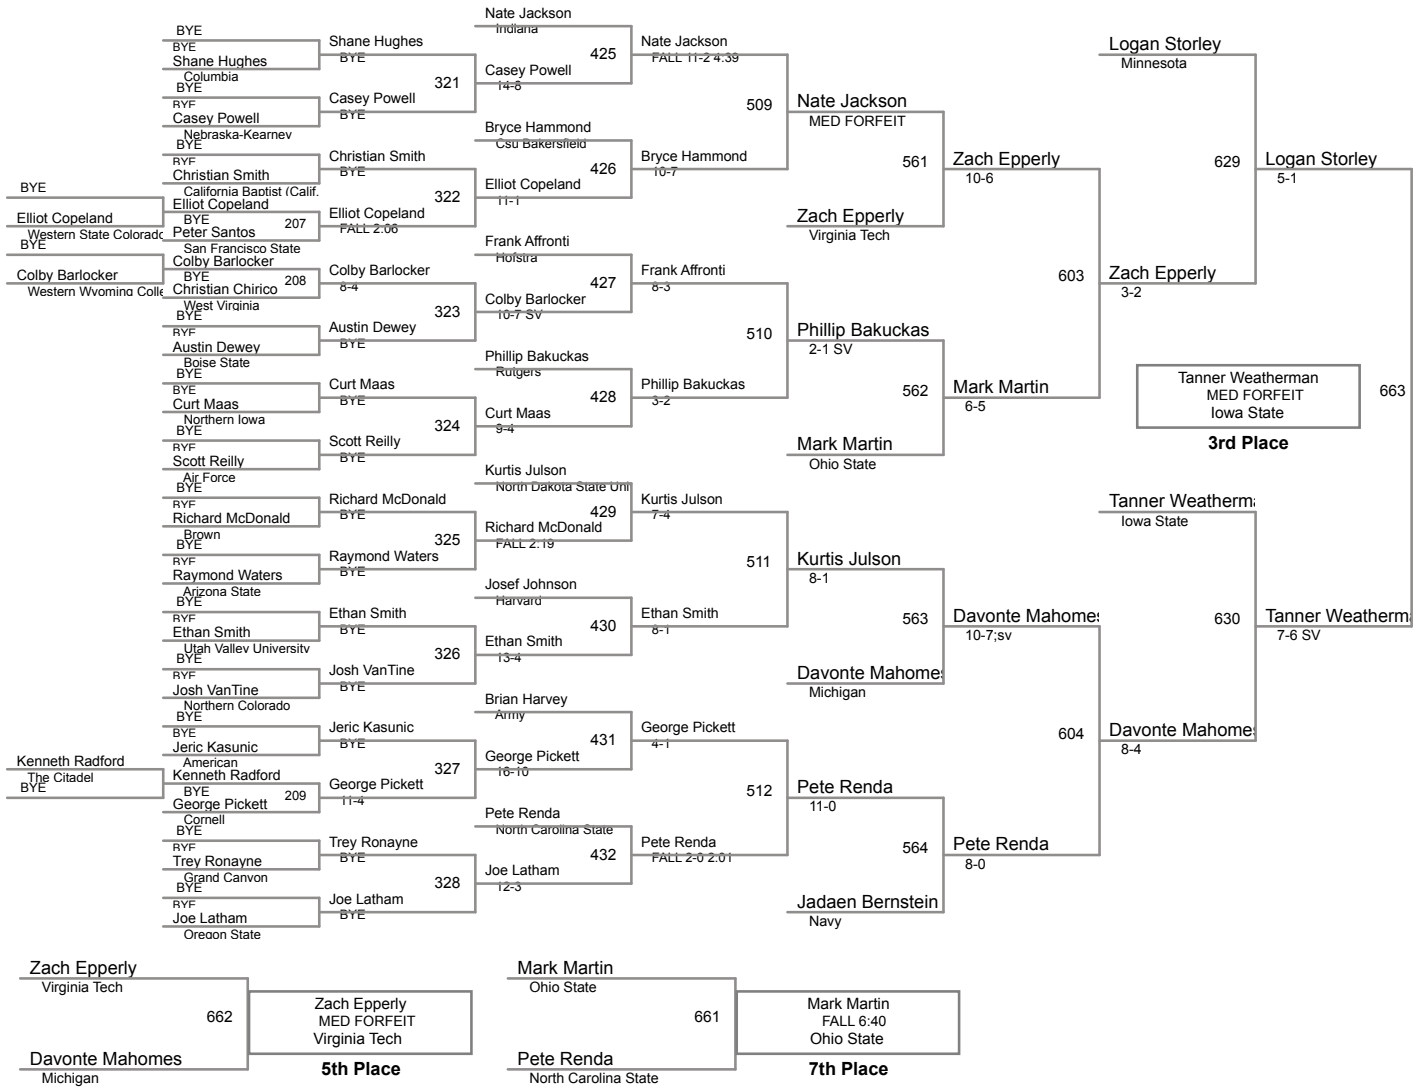 BYE
BYE
Shane Hughes
Columbia
BYE
BYE
Casey Powell
Nebraska-Kearney
BYE
BYE
Christian Smith
California Baptist (Calif.
BYE
Elliot Copeland
Western State Colorado
Elliot Copeland
BYE
207
Peter Santos
San Francisco State
BYE
Colby Barlocker
Western Wyoming Colle
Colby Barlocker
BYE
208
Christian Chirico
West Virginia
BYE
BYE
Austin Dewey
Boise State
BYE
BYE
Curt Maas
Northern Iowa
BYE
BYE
Scott Reilly
Air Force
BYE
BYE
Richard McDonald
Brown
BYE
BYE
Raymond Waters
Arizona State
BYE
BYE
Ethan Smith
Utah Valley University
BYE
BYE
Josh VanTine
Northern Colorado
BYE
BYE
Jeric Kasunic
American
Kenneth Radford
The Citadel
BYE
Kenneth Radford
BYE
209
George Pickett
Cornell
BYE
BYE
Trey Ronayne
Grand Canyon
BYE
BYE
Joe Latham
Oregon State
Shane Hughes
BYE
321
Casey Powell
BYE
Christian Smith
BYE
322
Elliot Copeland
FALL 2:06
Colby Barlocker
8-4
323
Austin Dewey
BYE
Curt Maas
BYE
324
Scott Reilly
BYE
Richard McDonald
BYE
325
Raymond Waters
BYE
Ethan Smith
BYE
326
Josh VanTine
BYE
Jeric Kasunic
BYE
327
George Pickett
11-4
Trey Ronayne
BYE
328
Joe Latham
BYE
Nate Jackson
Indiana
425
Casey Powell
14-8
Bryce Hammond
Csu Bakersfield
426
Elliot Copeland
11-1
Frank Affronti
Hofstra
427
Colby Barlocker
10-7 SV
Phillip Bakuckas
Rutgers
428
Curt Maas
9-4
Kurtis Julson
North Dakota State Uni
429
Richard McDonald
FALL 2:19
Josef Johnson
Harvard
430
Ethan Smith
13-4
Brian Harvey
Army
431
George Pickett
16-10
Pete Renda
North Carolina State
432
Joe Latham
12-3
Nate Jackson
FALL 11-2 4:39
509
Bryce Hammond
10-7
Frank Affronti
8-3
510
Phillip Bakuckas
3-2
Kurtis Julson
7-4
511
Ethan Smith
8-1
George Pickett
4-1
512
Pete Renda
FALL 2-0 2:01
Nate Jackson
MED FORFEIT
561
Zach Epperly
Virginia Tech
Phillip Bakuckas
2-1 SV
562
Mark Martin
Ohio State
Kurtis Julson
8-1
563
Davonte Mahomes
Michigan
Pete Renda
11-0
564
Jadaen Bernstein
Navy
Zach Epperly
10-6
603
Mark Martin
6-5
Davonte Mahomes
10-7;sv
604
Pete Renda
8-0
Logan Storley
Minnesota
629
Zach Epperly
3-2
Tanner Weatherma
Iowa State
630
Davonte Mahomes
8-4
Logan Storley
5-1
663
Tanner Weatherma
7-6 SV
Tanner Weatherman
MED FORFEIT
Iowa State
3rd Place
Zach Epperly
Virginia Tech
662
Davonte Mahomes
Michigan
Zach Epperly
MED FORFEIT
Virginia Tech
5th Place
Mark Martin
Ohio State
661
Pete Renda
North Carolina State
Mark Martin
FALL 6:40
Ohio State
7th Place